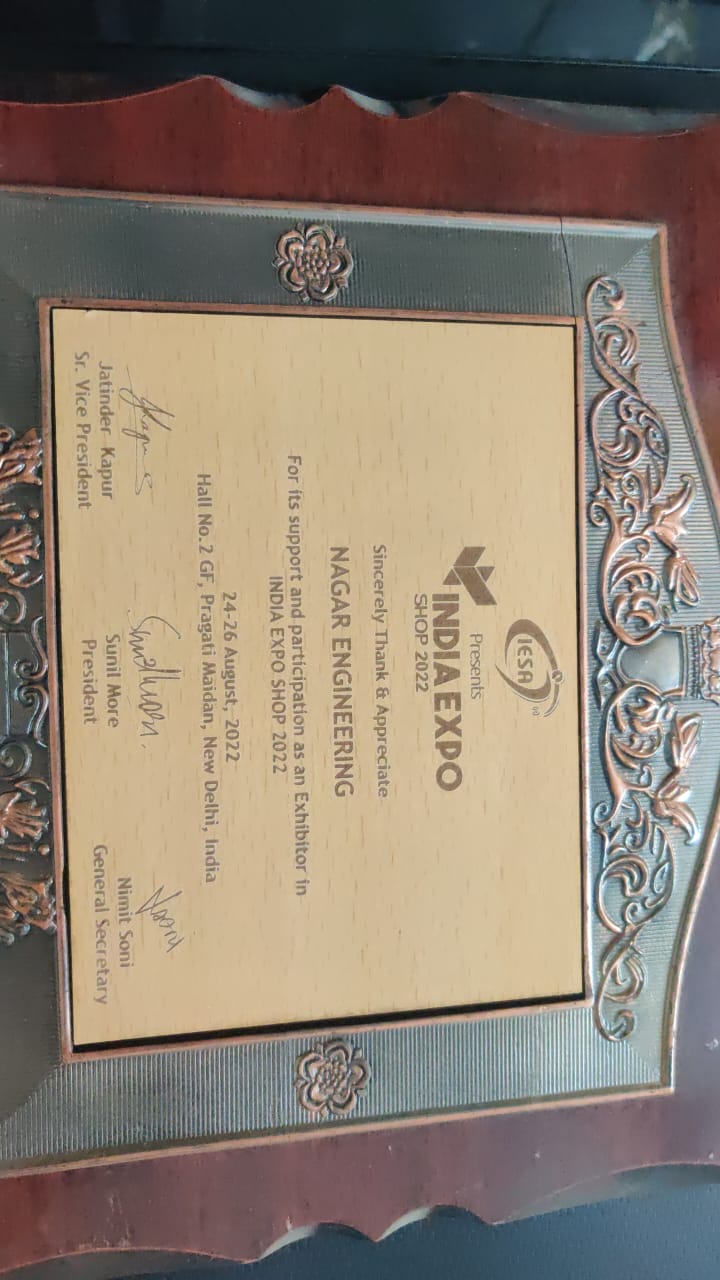 IESA
Presents
INDIA EXPO
SHOP 2022
Sincerely Thank & Appreciate
NAGAR ENGINEERING
For its support and participation as an Exhibitor in
INDIA EXPO SHOP 2022
24-26 August, 2022
Hall No.2 GF, Pragati Maidan, New Delhi, India
Jatinder Kapur
Sr. Vice President
Sunil More
President
Nimit Soni
General Secretary